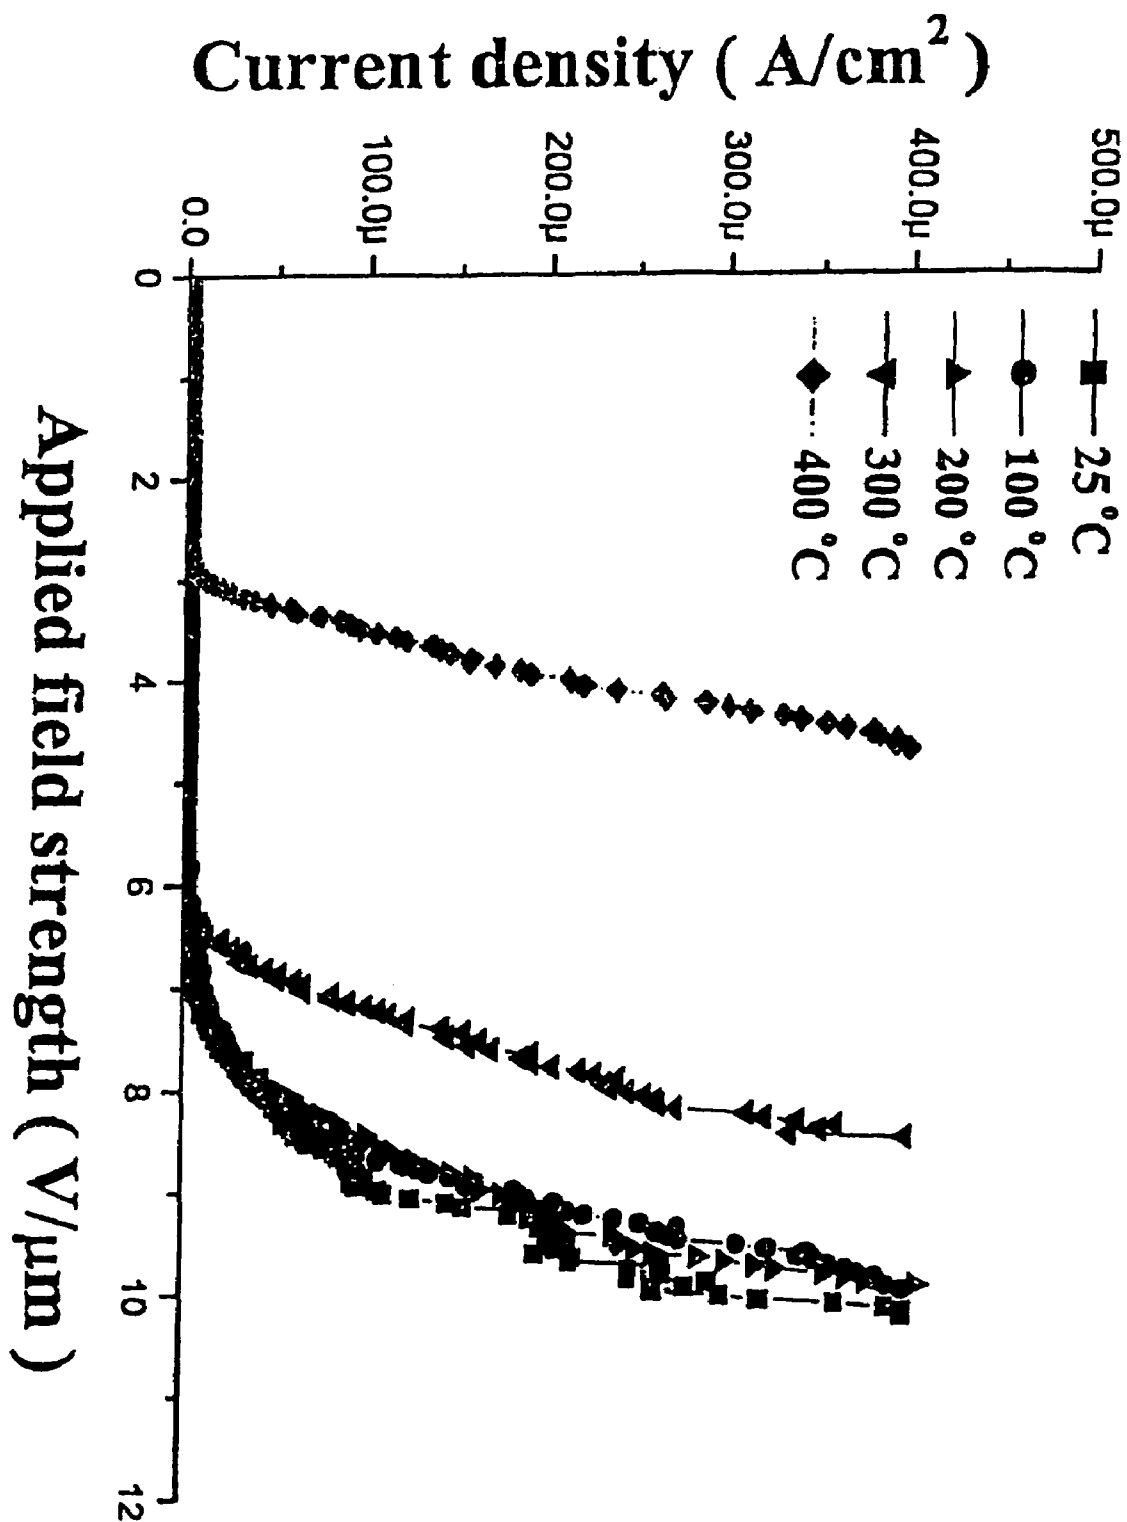 Current density ( A/cm²)
500.0μ
400.0μ
300.0μ
200.0μ
100.0μ
0.0
25°C
100°C
200°C
300°C
400°C
0
2
4
6
8
10
12
Applied field strength ( V/μm )